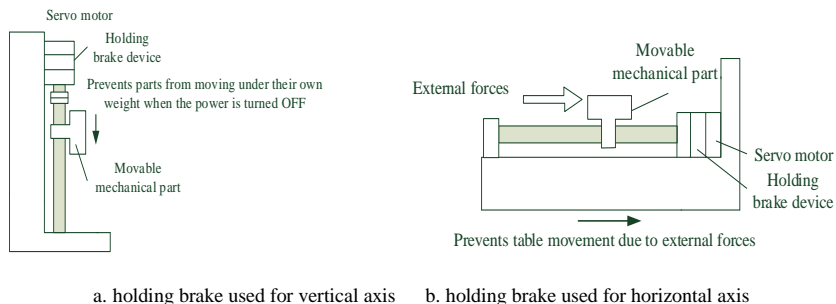 Servo motor
Holding
brake device
Prevents parts from moving under their own
weight when the power is turned OFF
Movable
mechanical part
Movable
mechanical part
External forces
Servo motor
Holding
brake device
Prevents table movement due to external forces
a. holding brake used for vertical axis
b. holding brake used for horizontal axis